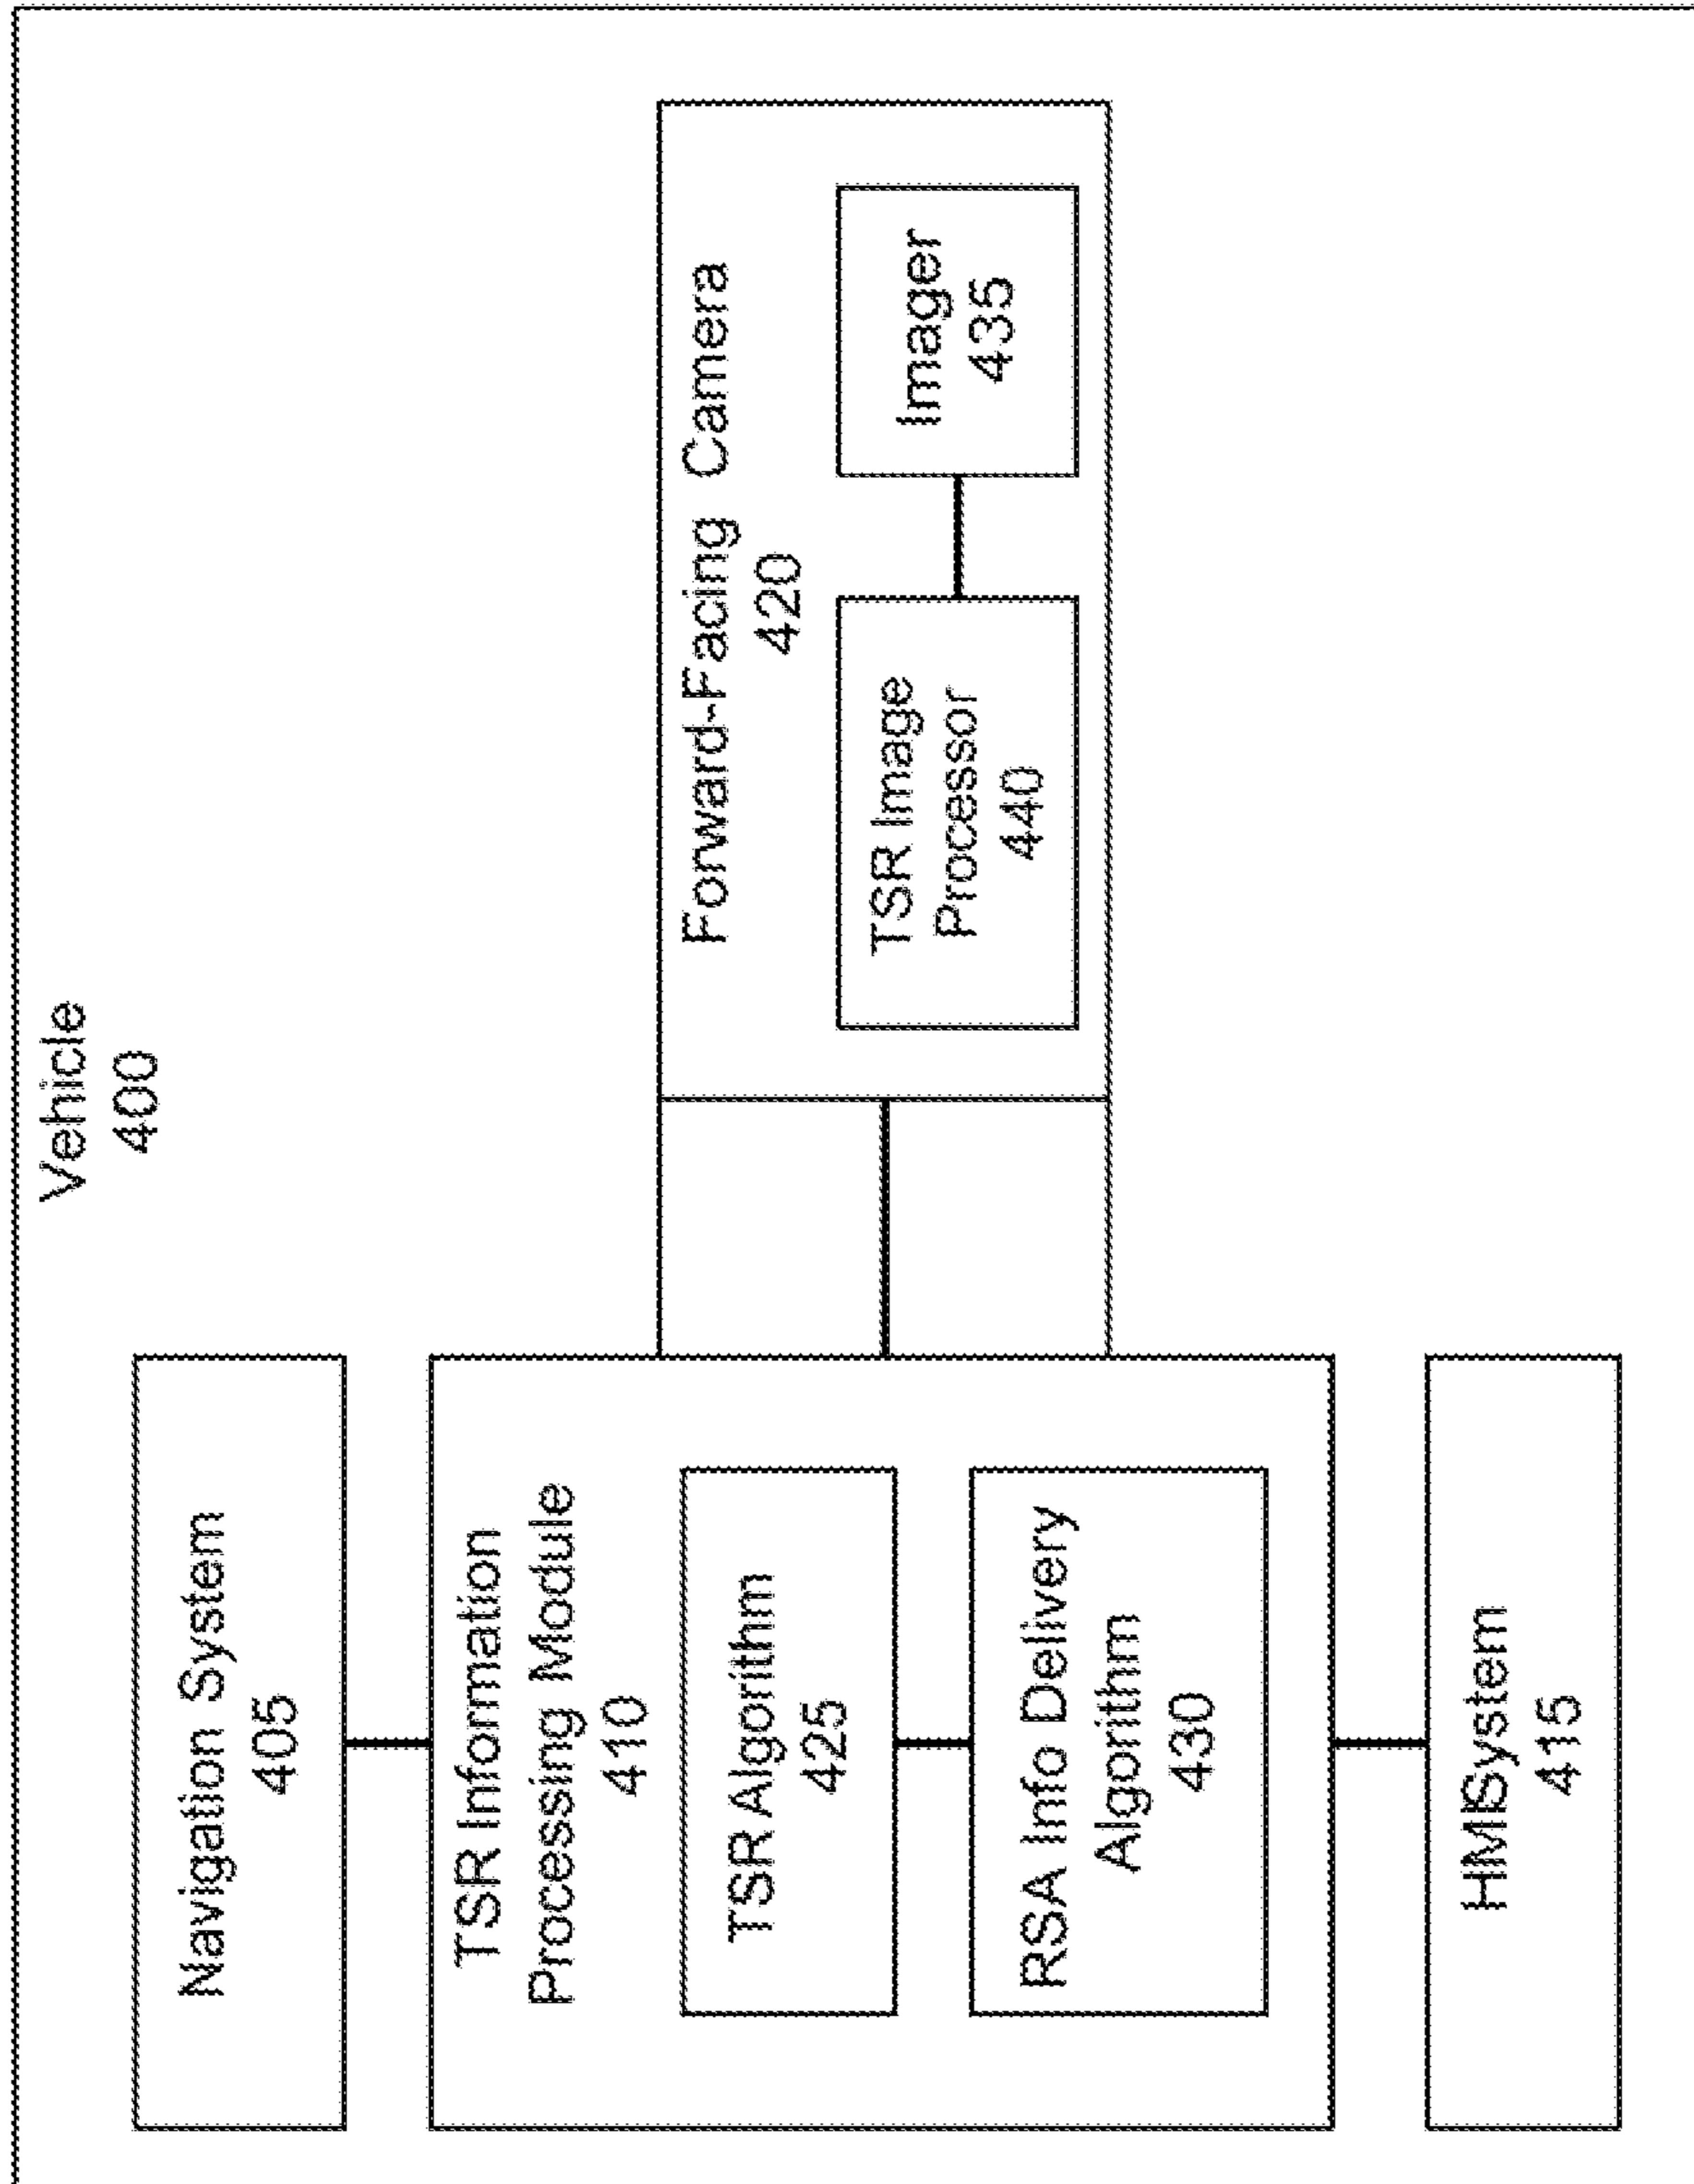 Vehicle
400
Navigation System
405
TSR Information
Processing Module
410
TSR Algorithm
425
RSA Info Delivery
Algorithm
430
HMISystem
415
Forward-Facing Camera
420
TSR Image
Processor
440
Imager
435